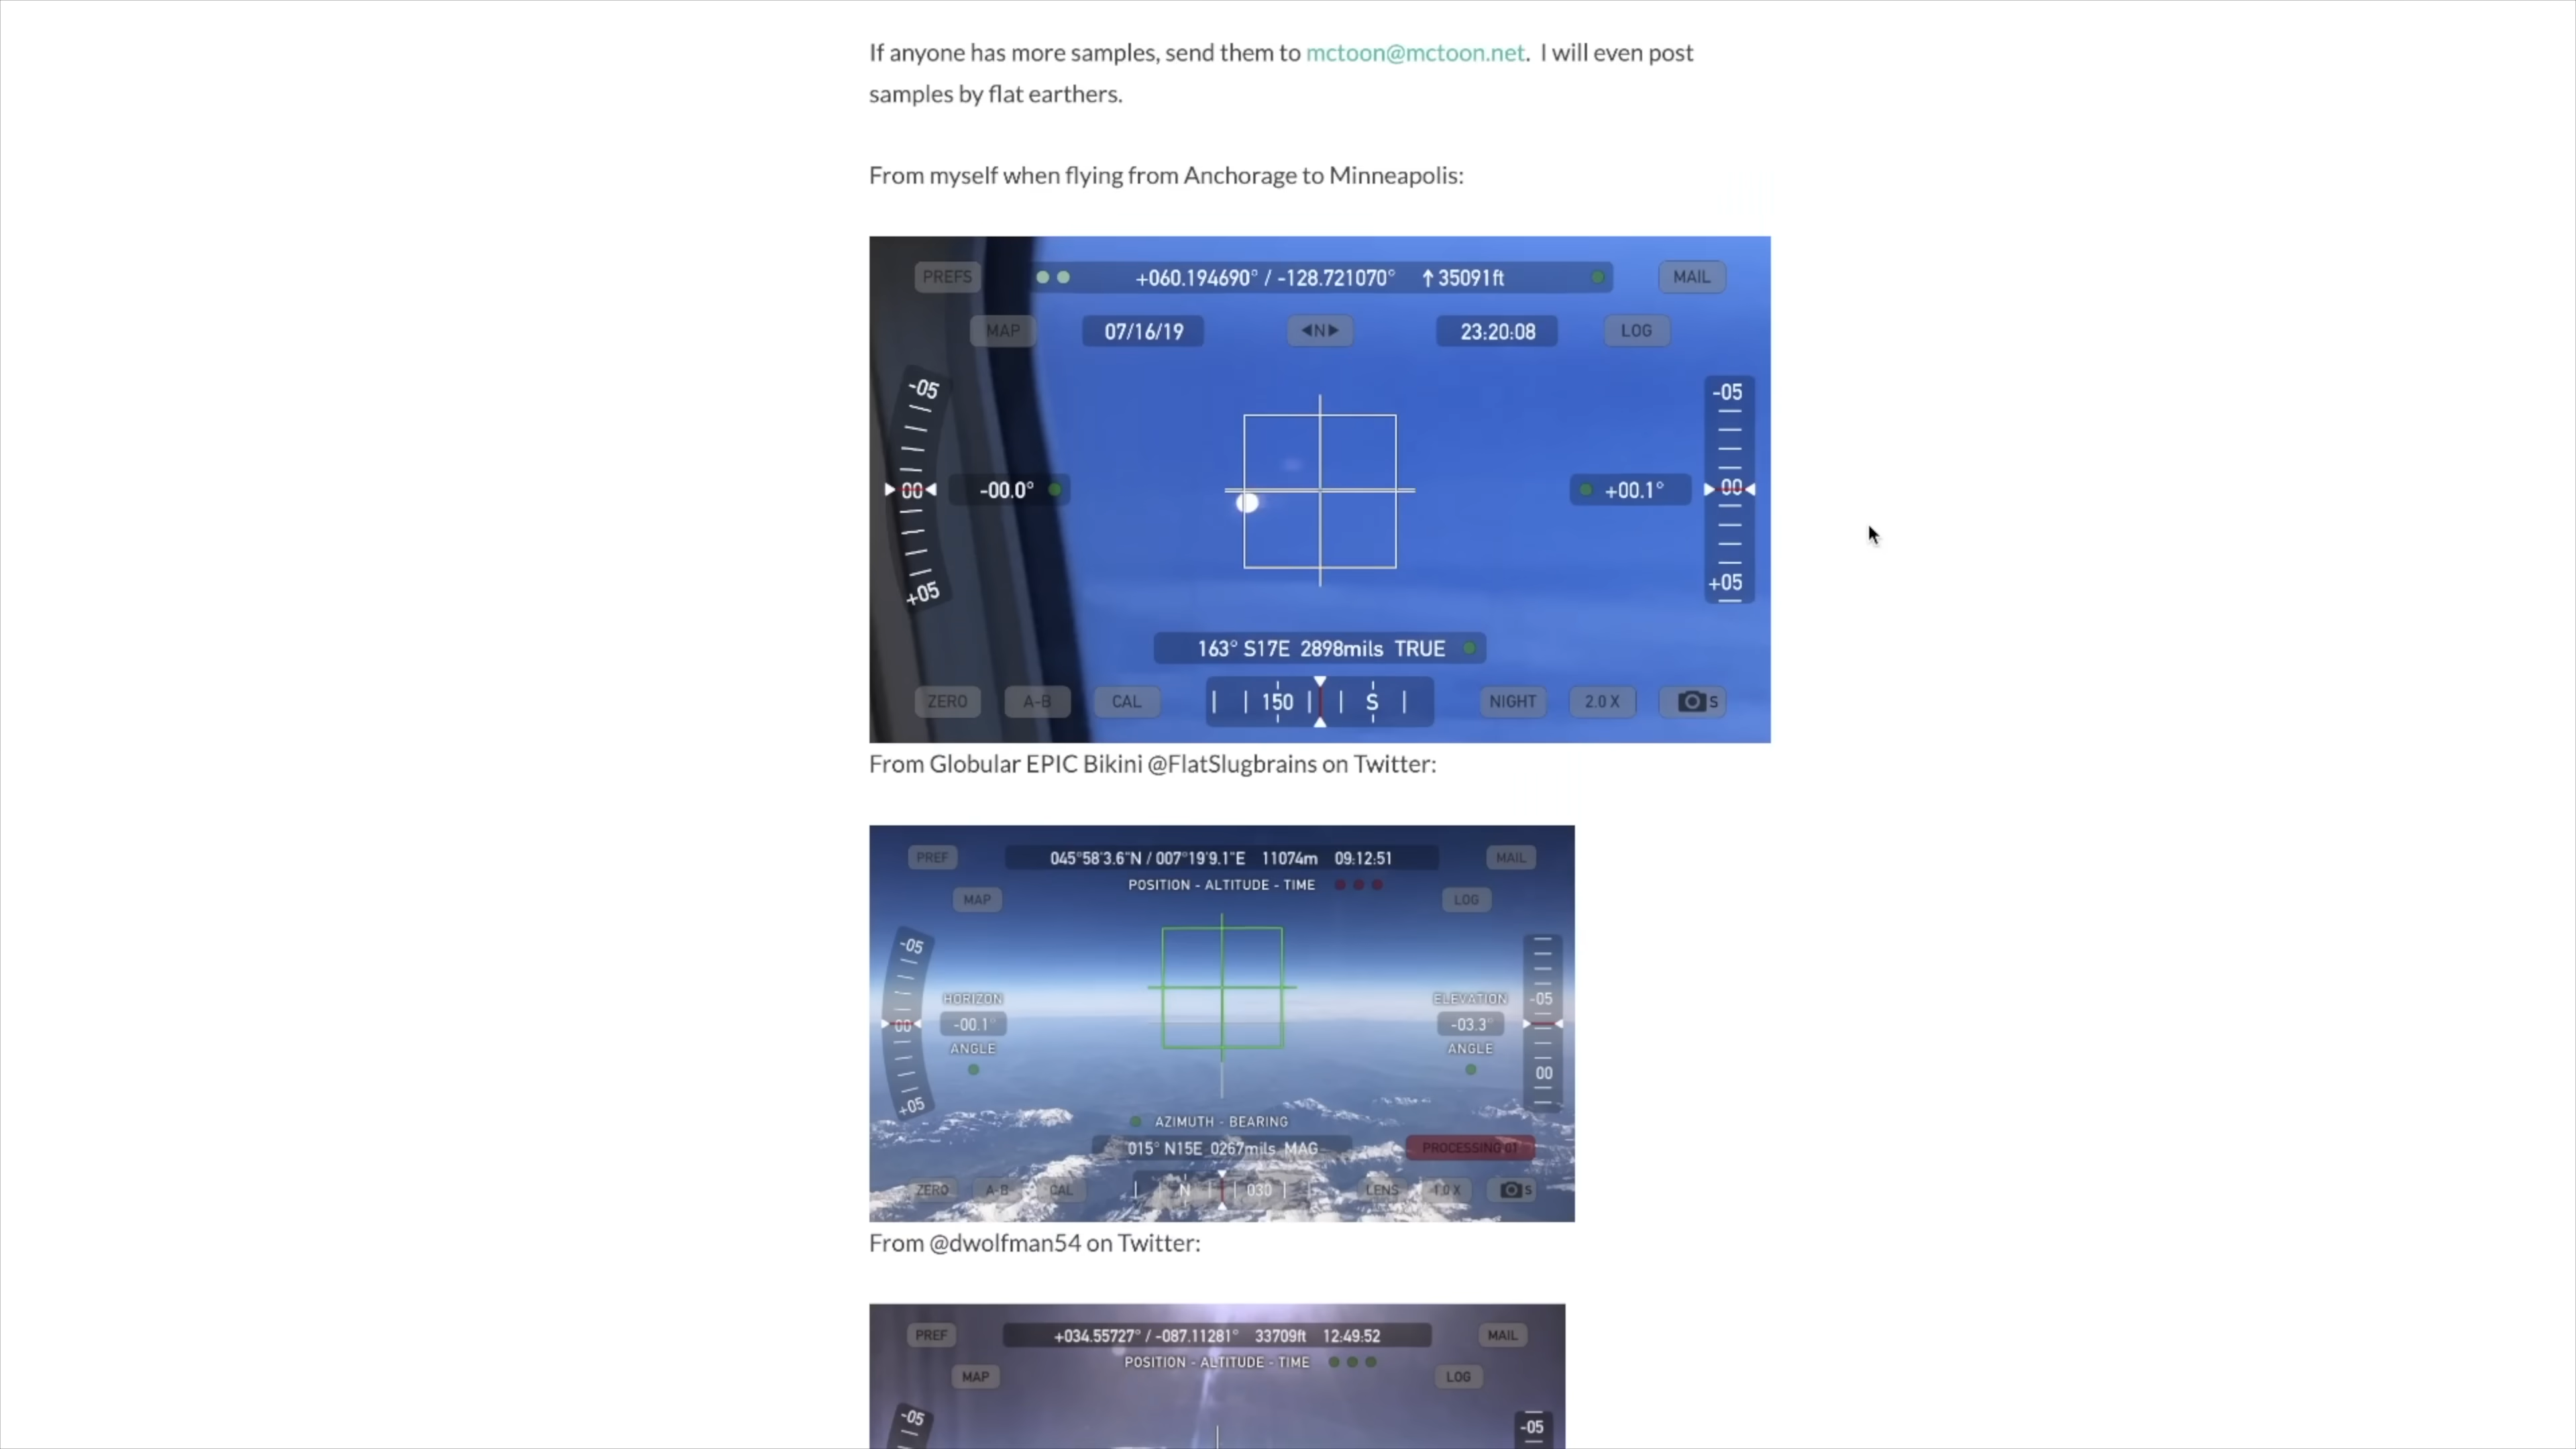 If anyone has more samples, send them to mctoon@mctoon.net. I will even post
samples by flat earthers.
From myself when flying from Anchorage to Minneapolis:
PREFS +060.194690° / -128.721070° ↑35091ft MAIL
MAP 07/16/19 ◀N▶ 23:20:08 LOG
-05 -05
00 -00.0° +00.1° 00
+05 +05
163° S17E 2898mils TRUE
ZERO A-B CAL 150 S NIGHT 2.0 X S
From Globular EPIC Bikini @FlatSlugbrains on Twitter:
PREF 045°58'3.6"N / 007°19'9.1"E 11074m 09:12:51 MAIL
POSITION - ALTITUDE - TIME
MAP LOG
-05
HORIZON ELEVATION -05
00 -00.1° -03.3°
ANGLE ANGLE
00
+05
AZIMUTH - BEARING
015° N15E 0267mils MAG PROCESSING 01
ZERO A-B CAL N 030 LENS 1.0 X S
From @dwolfman54 on Twitter:
PREF +034.55727° / -087.11281° 33709ft 12:49:52 MAIL
POSITION - ALTITUDE - TIME
MAP LOG
-05 -05